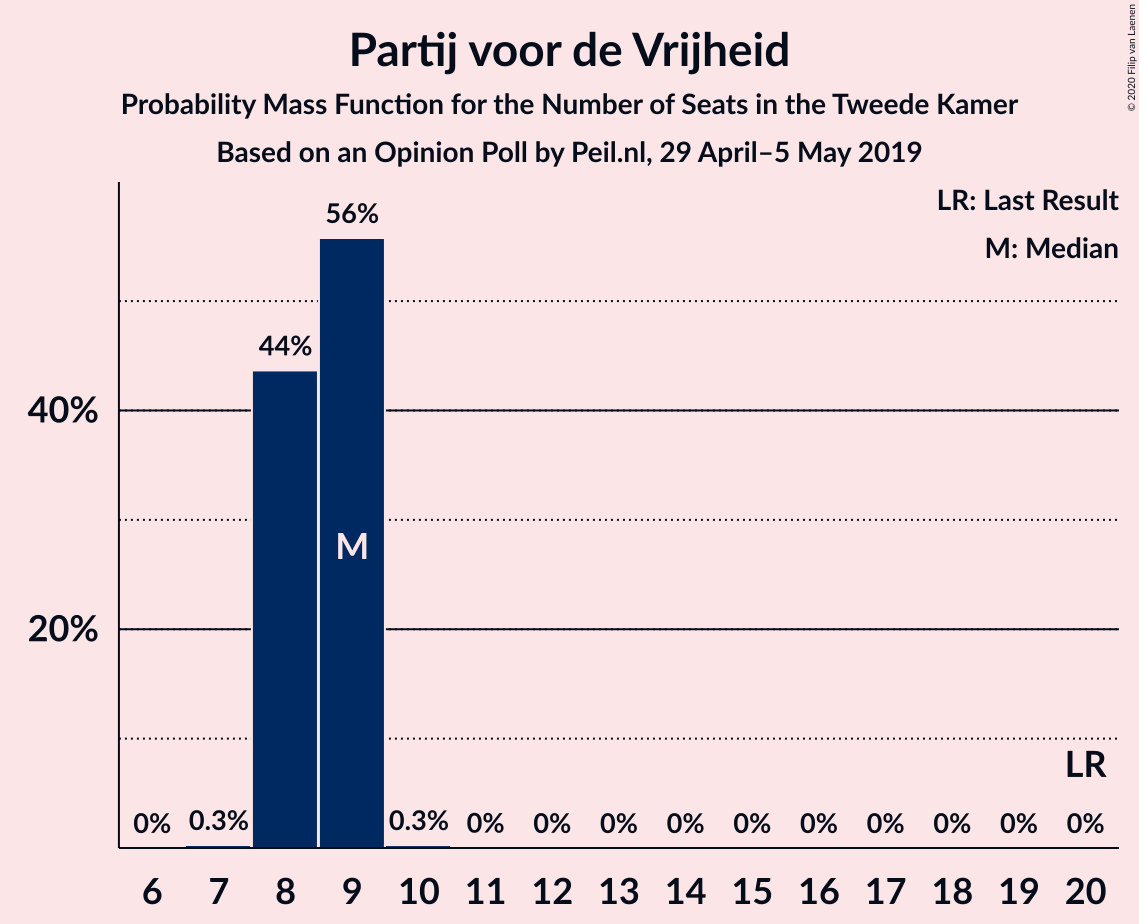 Partij voor de Vrijheid
Probability Mass Function for the Number of Seats in the Tweede Kamer
Based on an Opinion Poll by Peil.nl, 29 April–5 May 2019
© 2020 Filip van Laenen
LR: Last Result
M: Median
56%
44%
40%
M
20%
LR
0% 0.3% 0.3% 0% 0% 0% 0% 0% 0% 0% 0% 0% 0%
6 7 8 9 10 11 12 13 14 15 16 17 18 19 20